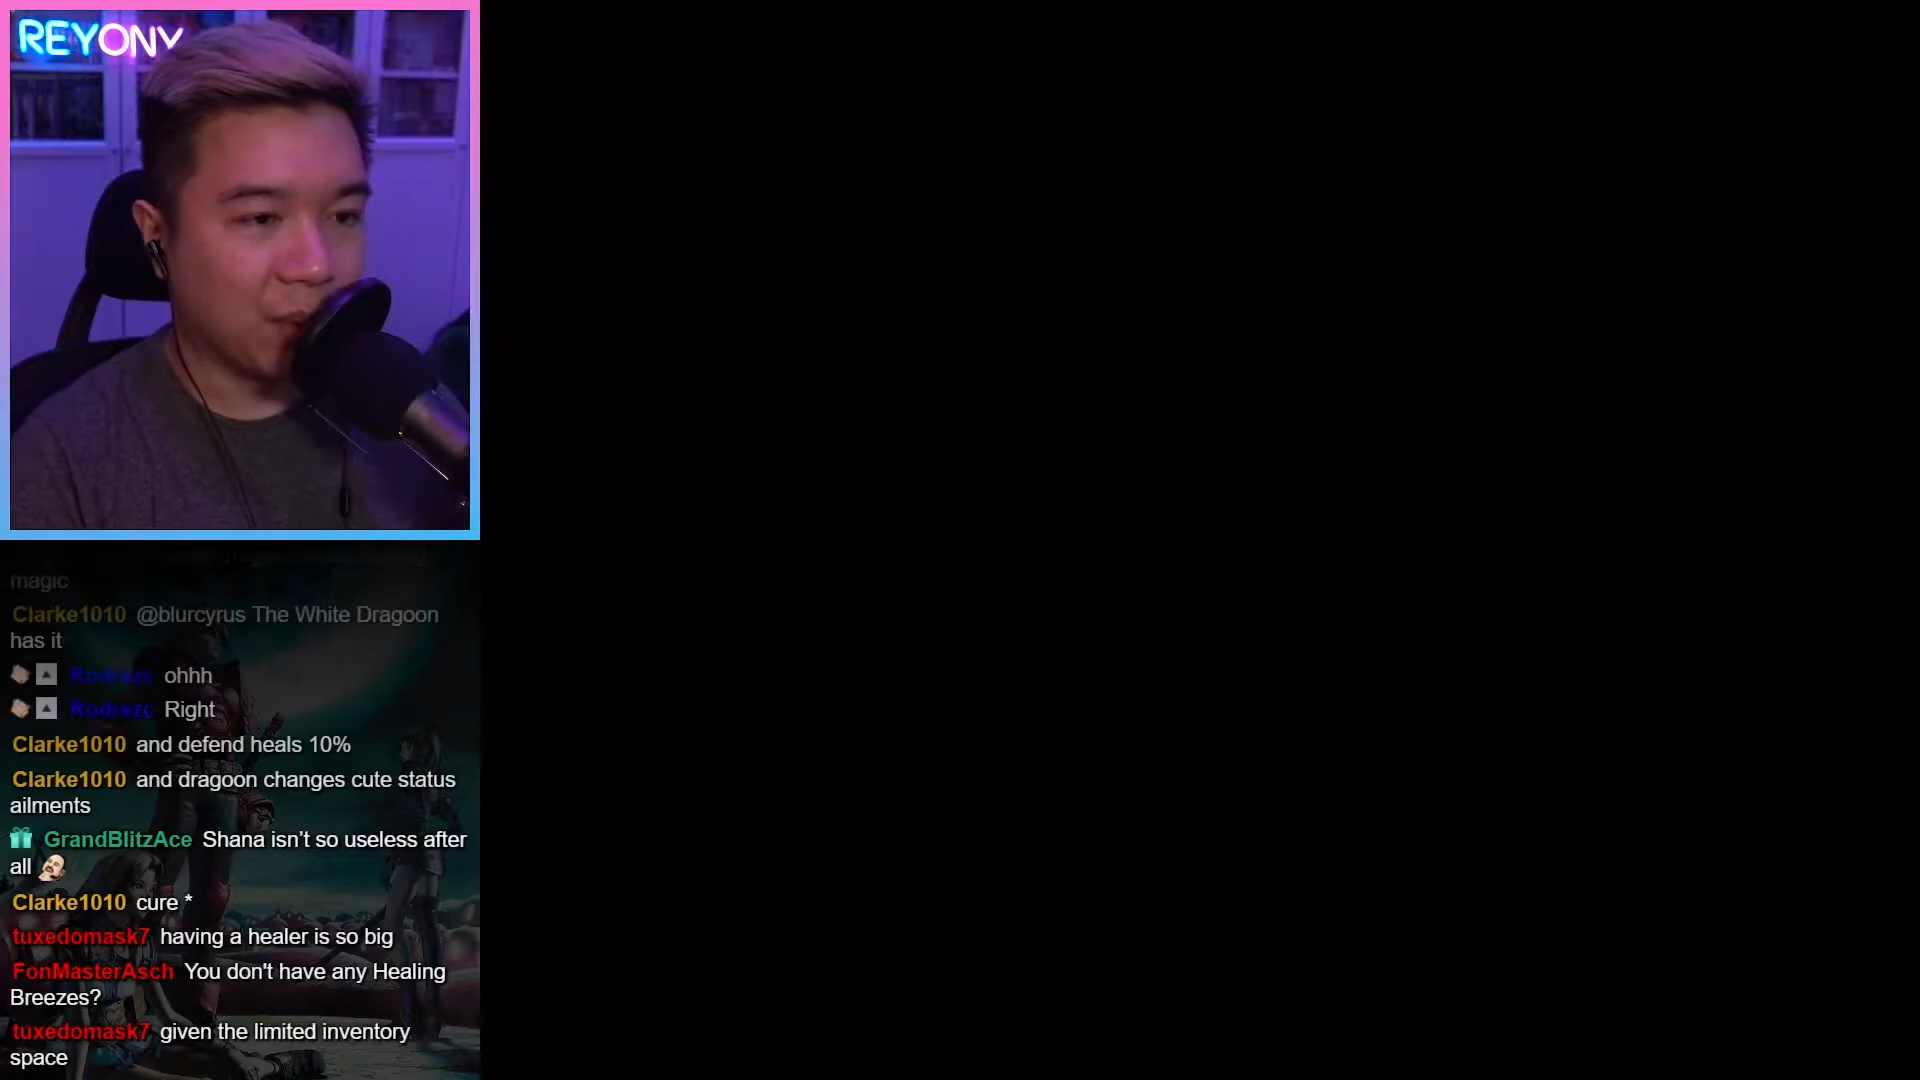 REYONY
magic
Clarke1010 @blurcyrus The White Dragoon
has it
Rodrezc ohhh
Rodrezc Right
Clarke1010 and defend heals 10%
Clarke1010 and dragoon changes cute status
ailments
GrandBlitzAce Shana isn’t so useless after
all
Clarke1010 cure *
tuxedomask7 having a healer is so big
FonMasterAsch You don't have any Healing
Breezes?
tuxedomask7 given the limited inventory
space